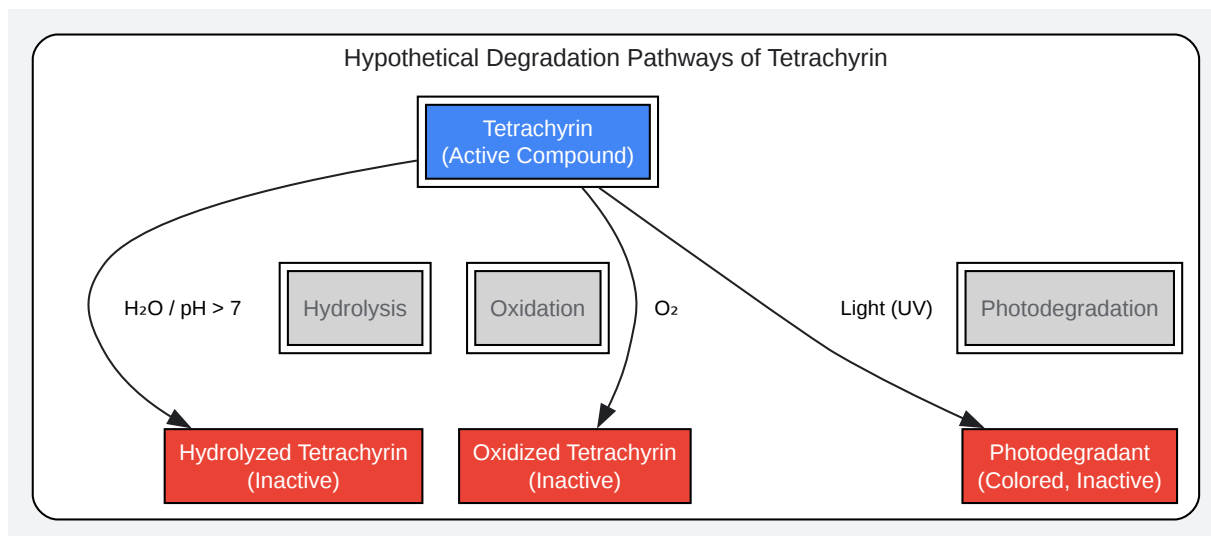 Hypothetical Degradation Pathways of Tetrachyrin
Tetrachyrin
(Active Compound)
H₂O / pH > 7
Hydrolysis
Oxidation
O₂
Light (UV)
Photodegradation
Hydrolyzed Tetrachyrin
(Inactive)
Oxidized Tetrachyrin
(Inactive)
Photodegradant
(Colored, Inactive)